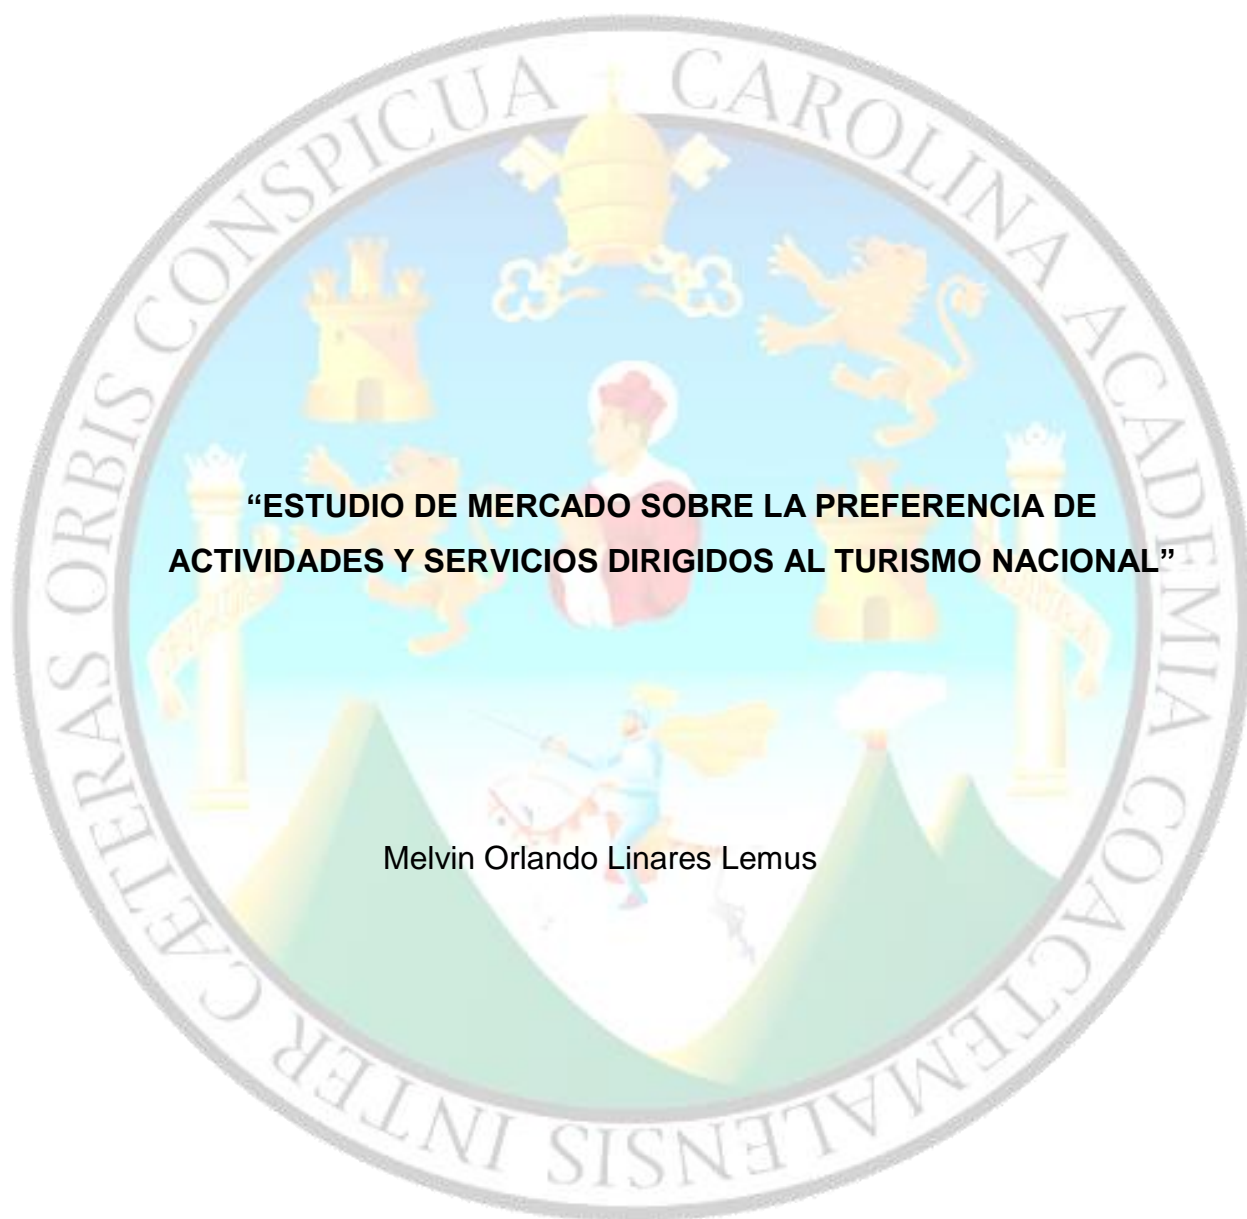 CAROLINA ACADEMIA COACTEMALENSIS INTER CÆTERAS ORBIS CONSPICUA
“ESTUDIO DE MERCADO SOBRE LA PREFERENCIA DE
ACTIVIDADES Y SERVICIOS DIRIGIDOS AL TURISMO NACIONAL”
Melvin Orlando Linares Lemus